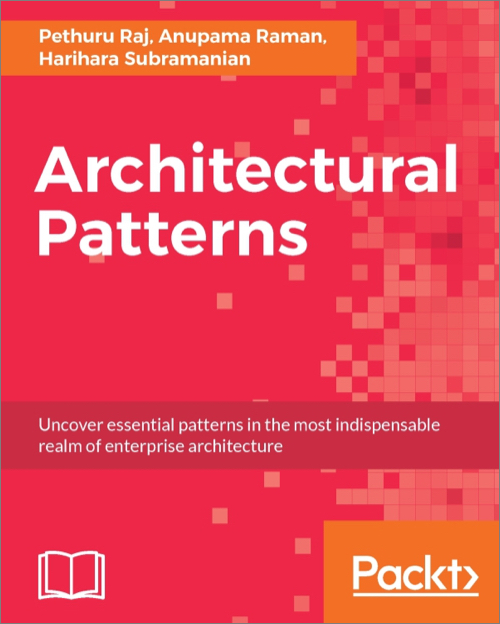 Pethuru Raj, Anupama Raman,
Harihara Subramanian
Architectural
Patterns
Uncover essential patterns in the most indispensable
realm of enterprise architecture
Packt>